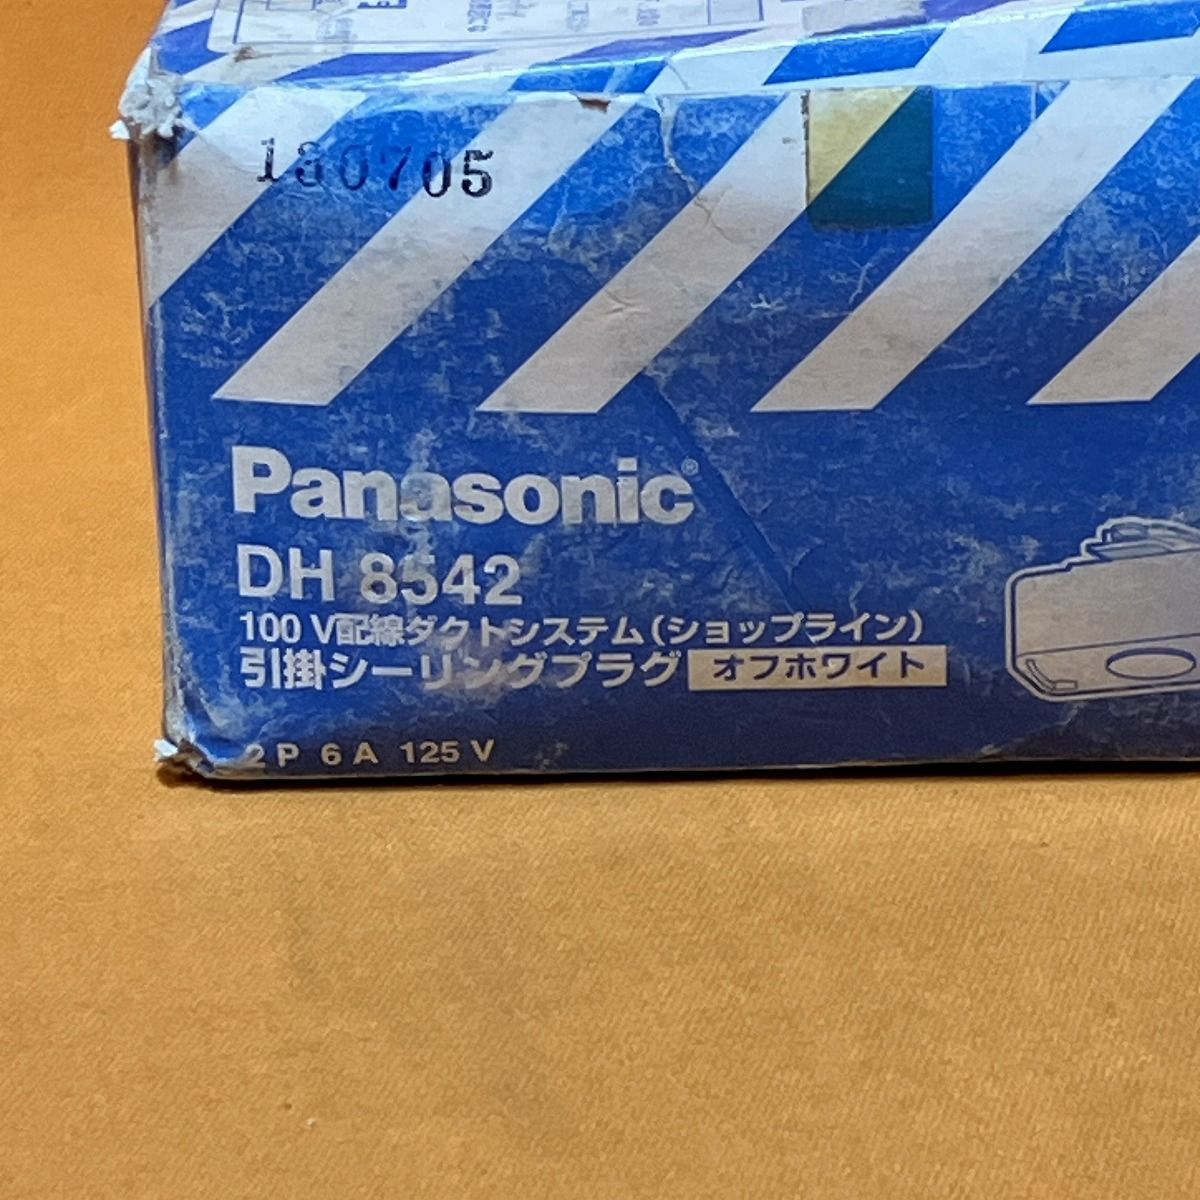 130705
Panasonic®
DH 8542
100 V配線ダクトシステム(ショップライン)
引掛シーリングプラグ オフホワイト
2P 6A 125V